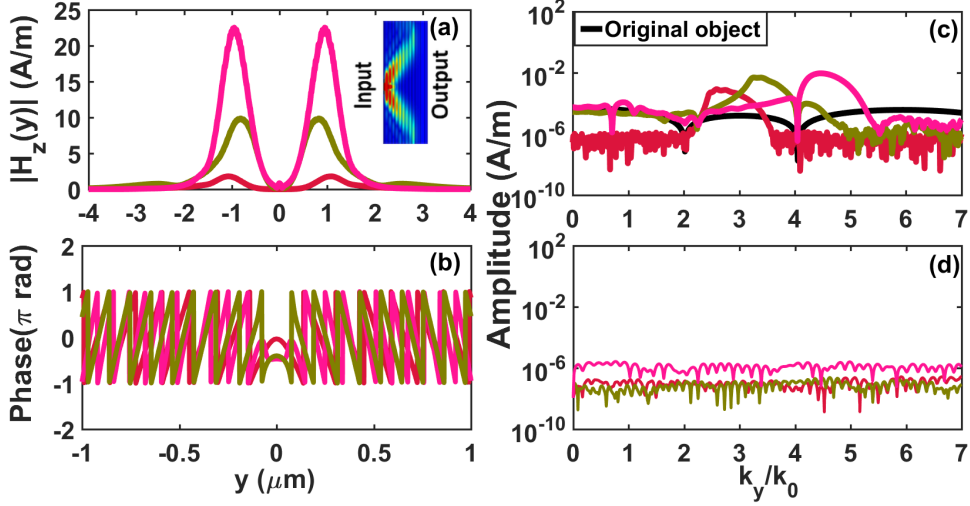 25
20
15
10
5
0
|H_z(y)| (A/m)
(a)
Input
Output
-4 -3 -2 -1 0 1 2 3 4
2
1
0
-1
-2
Phase(π rad)
(b)
-1 -0.5 0 0.5 1
y (μm)
Amplitude (A/m)
10^2
10^-2
10^-6
10^-10
Original object
(c)
0 1 2 3 4 5 6 7
10^2
10^-2
10^-6
10^-10
(d)
0 1 2 3 4 5 6 7
k_y/k_0